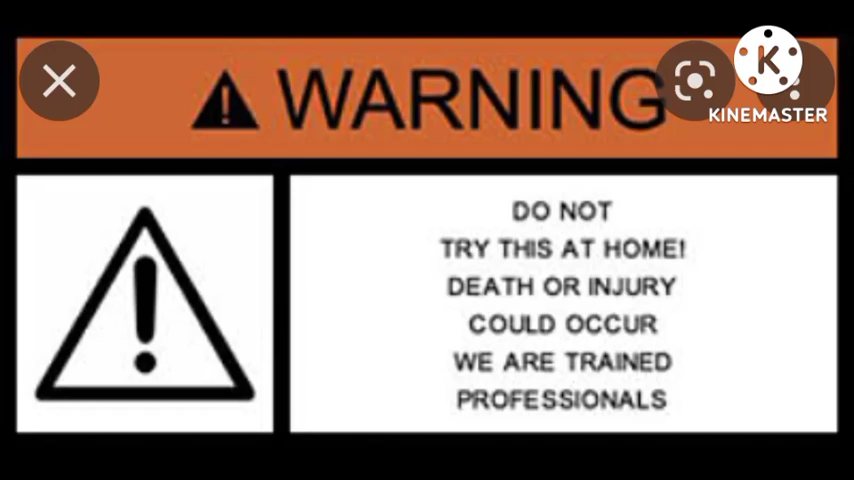 WARNING
K
KINEMASTER
DO NOT
TRY THIS AT HOME!
DEATH OR INJURY
COULD OCCUR
WE ARE TRAINED
PROFESSIONALS